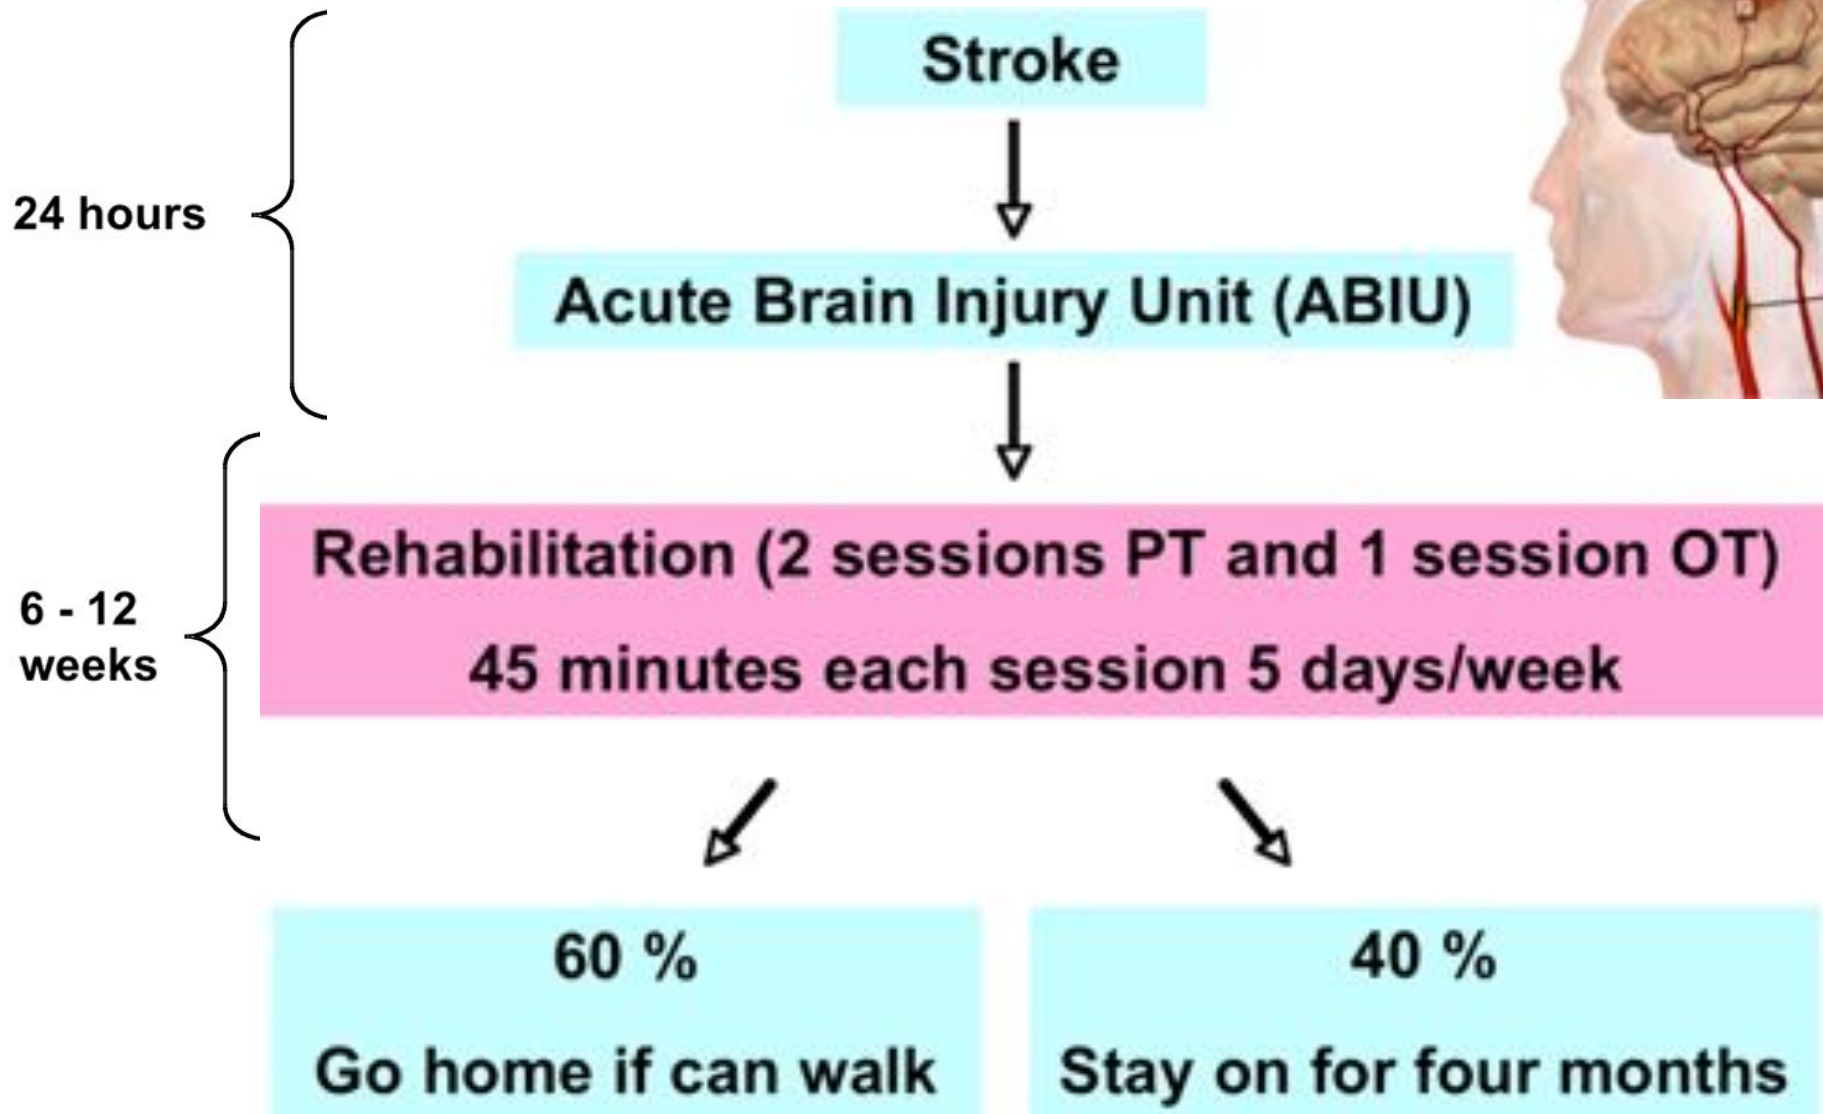 Stroke
24 hours
Acute Brain Injury Unit (ABIU)
Rehabilitation (2 sessions PT and 1 session OT)
45 minutes each session 5 days/week
6 - 12
weeks
60 %
Go home if can walk
40 %
Stay on for four months